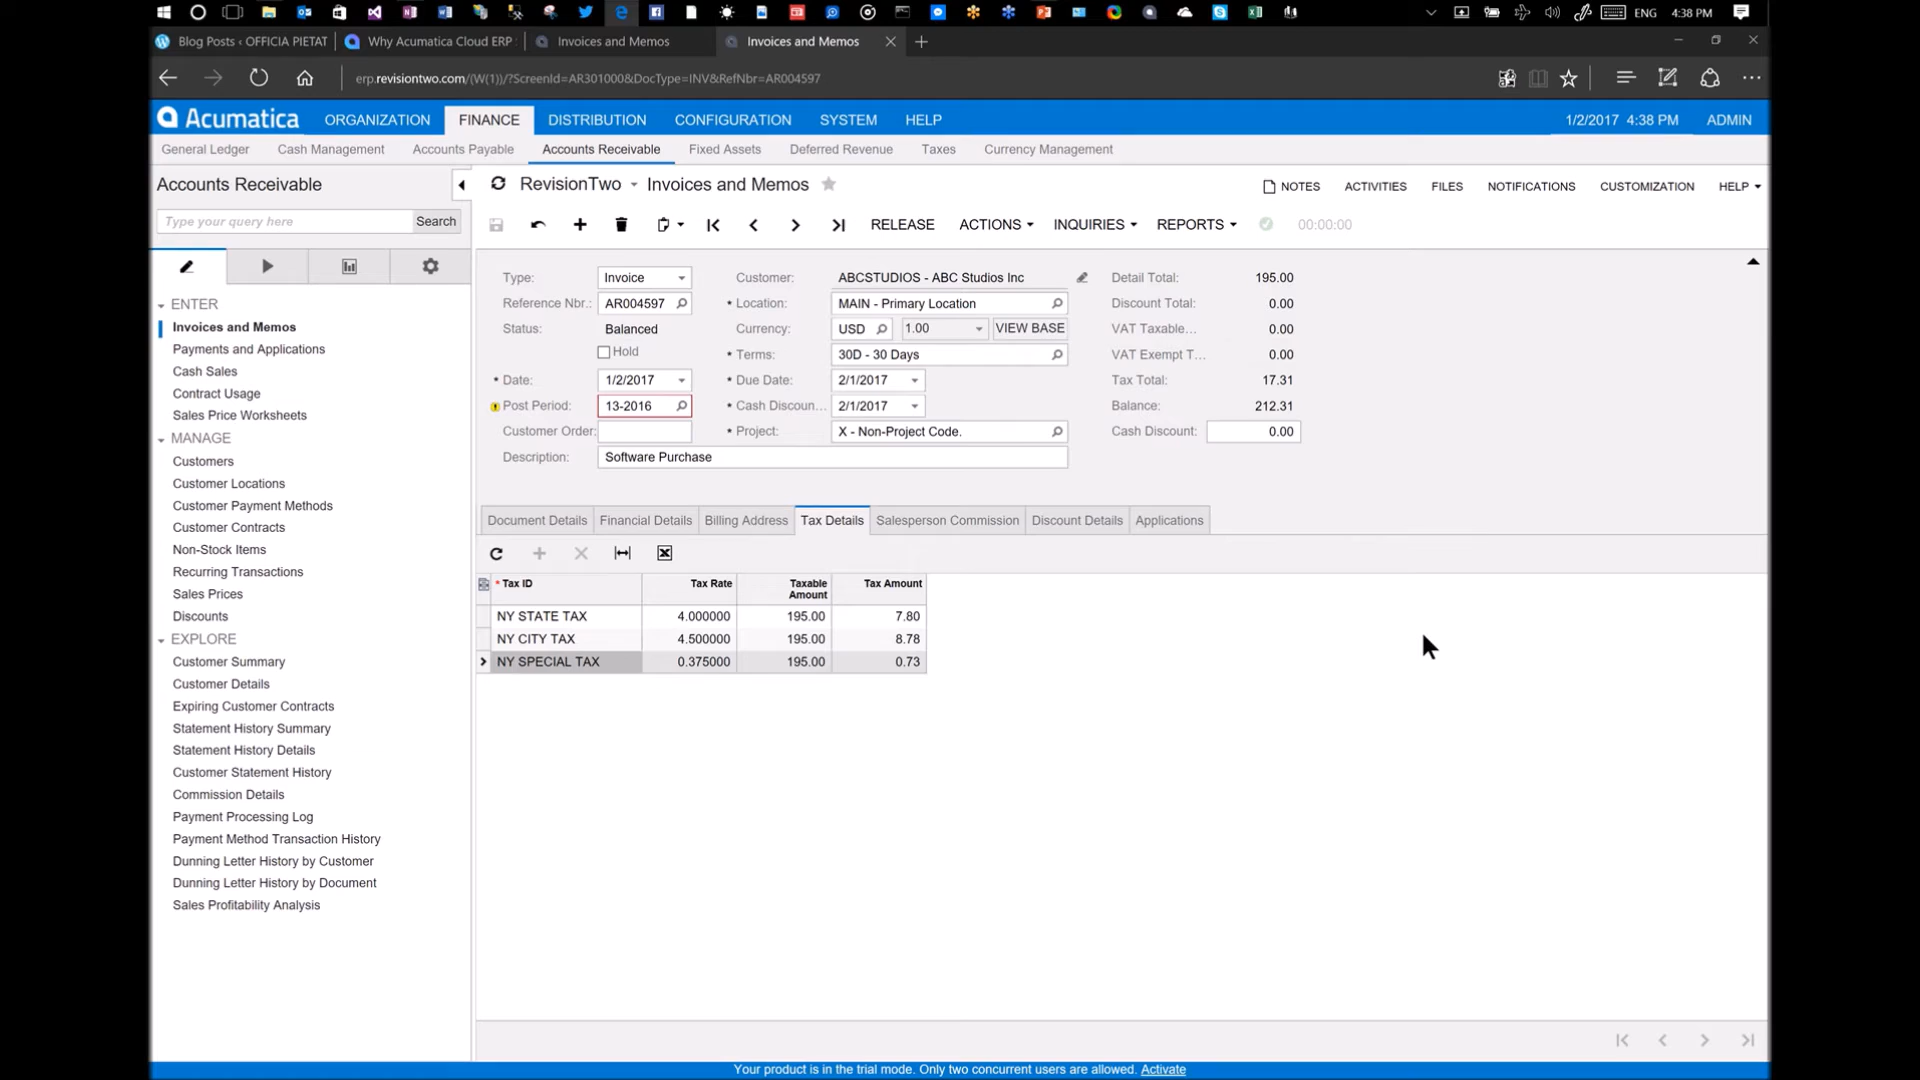 ENG 4:38 PM
Blog Posts ‹ OFFICIA PIETAT
Why Acumatica Cloud ERP
Invoices and Memos
Invoices and Memos
erp.revisiontwo.com/(W(1))/?ScreenId=AR301000&DocType=INV&RefNbr=AR004597
Acumatica ORGANIZATION FINANCE DISTRIBUTION CONFIGURATION SYSTEM HELP 1/2/2017 4:38 PM ADMIN
General Ledger Cash Management Accounts Payable Accounts Receivable Fixed Assets Deferred Revenue Taxes Currency Management
Accounts Receivable
Type your query here Search
ENTER
Invoices and Memos
Payments and Applications
Cash Sales
Contract Usage
Sales Price Worksheets
MANAGE
Customers
Customer Locations
Customer Payment Methods
Customer Contracts
Non-Stock Items
Recurring Transactions
Sales Prices
Discounts
EXPLORE
Customer Summary
Customer Details
Expiring Customer Contracts
Statement History Summary
Statement History Details
Customer Statement History
Commission Details
Payment Processing Log
Payment Method Transaction History
Dunning Letter History by Customer
Dunning Letter History by Document
Sales Profitability Analysis
RevisionTwo Invoices and Memos
NOTES ACTIVITIES FILES NOTIFICATIONS CUSTOMIZATION HELP
RELEASE ACTIONS INQUIRIES REPORTS 00:00:00
Type: Invoice Customer: ABCSTUDIOS - ABC Studios Inc Detail Total: 195.00
Reference Nbr.: AR004597 * Location: MAIN - Primary Location Discount Total: 0.00
Status: Balanced Currency: USD 1.00 VIEW BASE VAT Taxable... 0.00
Hold * Terms: 30D - 30 Days VAT Exempt T... 0.00
* Date: 1/2/2017 * Due Date: 2/1/2017 Tax Total: 17.31
Post Period: 13-2016 * Cash Discoun... 2/1/2017 Balance: 212.31
Customer Order: * Project: X - Non-Project Code. Cash Discount: 0.00
Description: Software Purchase
Document Details Financial Details Billing Address Tax Details Salesperson Commission Discount Details Applications
* Tax ID Tax Rate Taxable Amount Tax Amount
NY STATE TAX 4.000000 195.00 7.80
NY CITY TAX 4.500000 195.00 8.78
NY SPECIAL TAX 0.375000 195.00 0.73
Your product is in the trial mode. Only two concurrent users are allowed. Activate